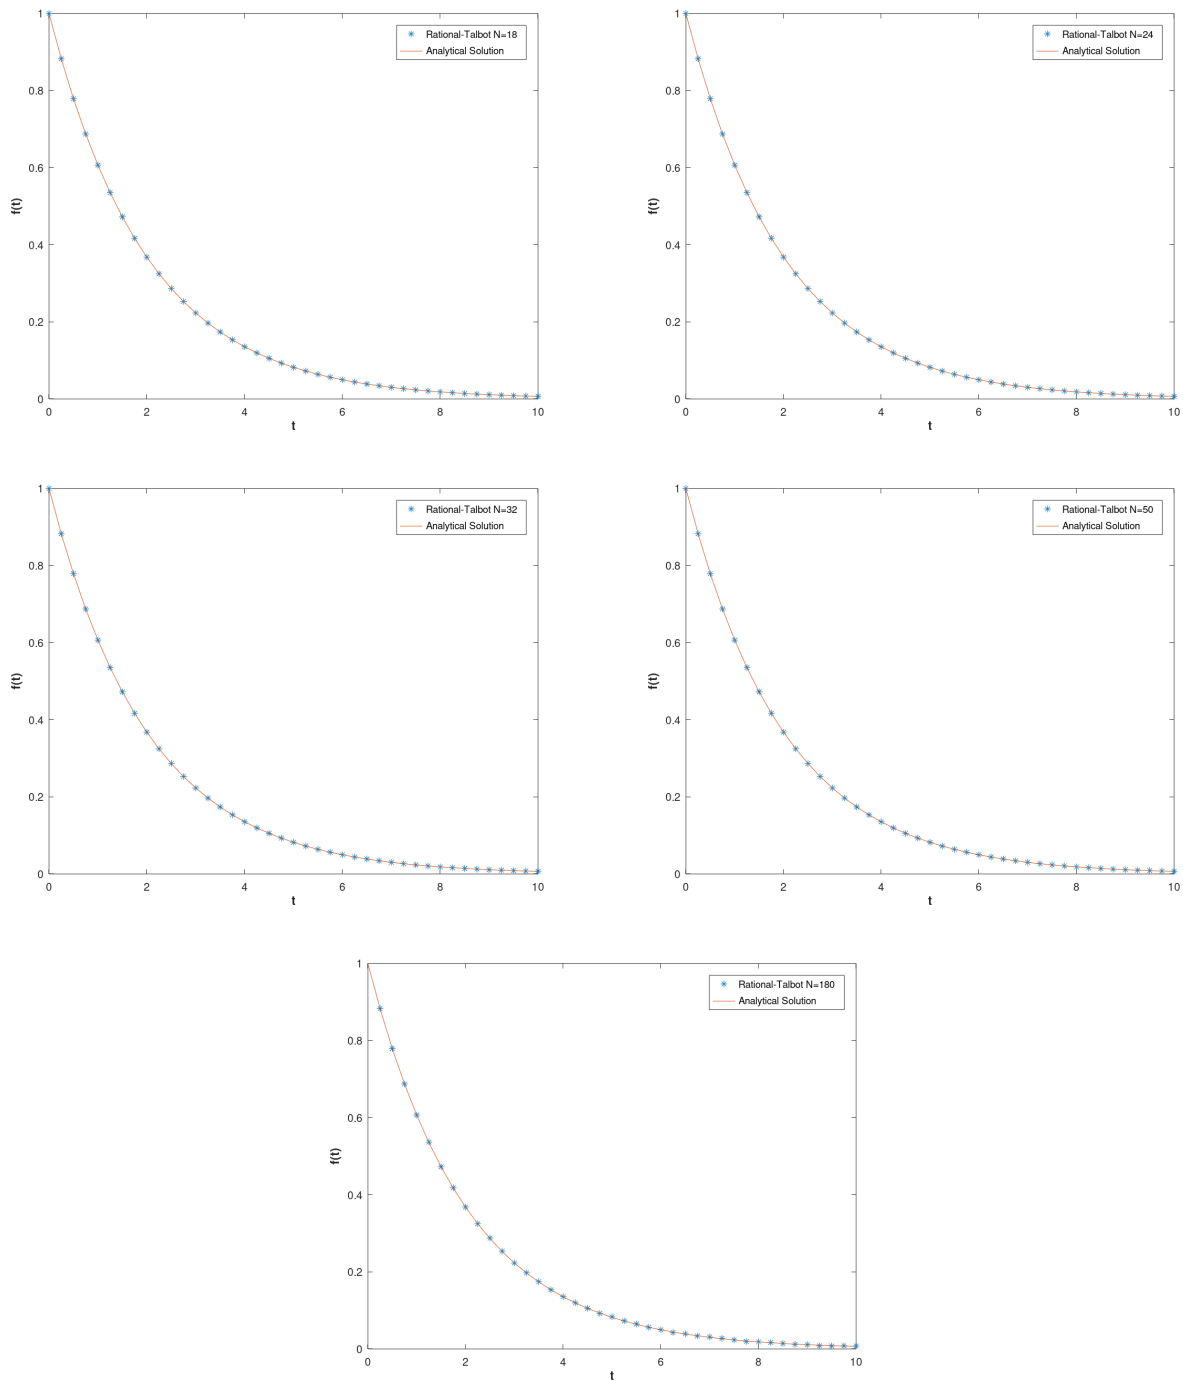 Rational-Talbot N=18
Analytical Solution
1
0.8
0.6
0.4
0.2
0
f(t)
0 2 4 6 8 10
t
Rational-Talbot N=24
Analytical Solution
1
0.8
0.6
0.4
0.2
0
f(t)
0 2 4 6 8 10
t
Rational-Talbot N=32
Analytical Solution
1
0.8
0.6
0.4
0.2
0
f(t)
0 2 4 6 8 10
t
Rational-Talbot N=50
Analytical Solution
1
0.8
0.6
0.4
0.2
0
f(t)
0 2 4 6 8 10
t
Rational-Talbot N=180
Analytical Solution
1
0.8
0.6
0.4
0.2
0
f(t)
0 2 4 6 8 10
t